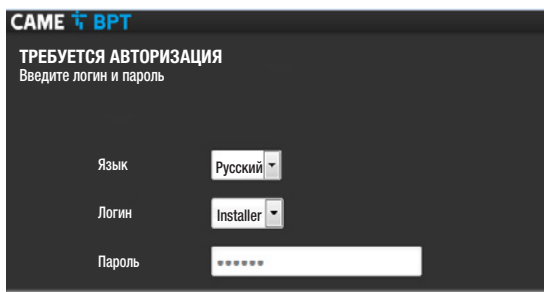 CAME BPT
ТРЕБУЕТСЯ АВТОРИЗАЦИЯ
Введите логин и пароль
Язык Русский
Логин Installer
Пароль ••••••